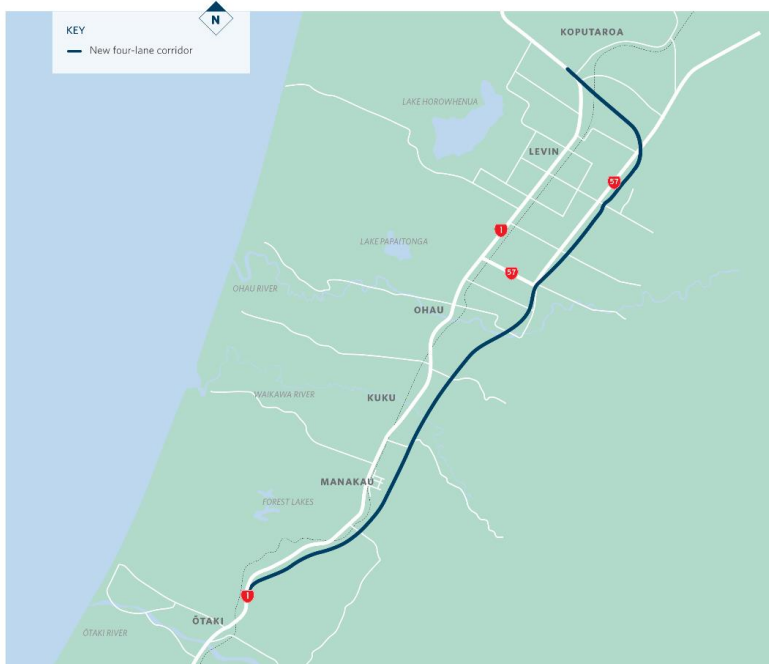 N
KEY
New four-lane corridor
KOPUTAROA
LAKE HOROWHENUA
LEVIN
57
1
LAKE PAPAITONGA
57
OHAU RIVER
OHAU
WAIKAWA RIVER
KUKU
MANAKAU
FOREST LAKES
1
ŌTAKI
ŌTAKI RIVER